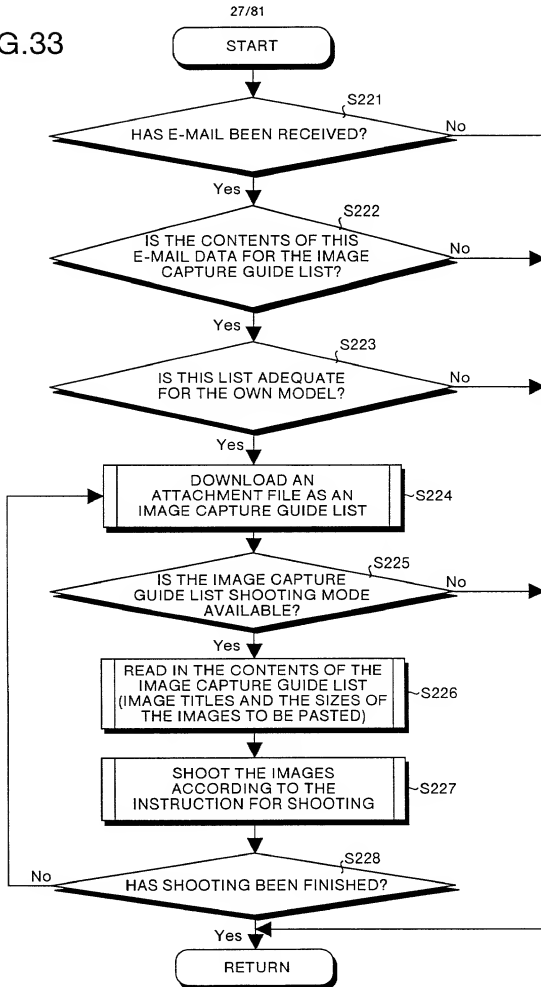 27/81
G.33
START
S221
HAS E-MAIL BEEN RECEIVED?
No
Yes
S222
IS THE CONTENTS OF THIS
E-MAIL DATA FOR THE IMAGE
CAPTURE GUIDE LIST?
No
Yes
S223
IS THIS LIST ADEQUATE
FOR THE OWN MODEL?
No
Yes
DOWNLOAD AN
ATTACHMENT FILE AS AN
IMAGE CAPTURE GUIDE LIST
S224
S225
IS THE IMAGE CAPTURE
GUIDE LIST SHOOTING MODE
AVAILABLE?
No
Yes
READ IN THE CONTENTS OF THE
IMAGE CAPTURE GUIDE LIST
(IMAGE TITLES AND THE SIZES OF
THE IMAGES TO BE PASTED)
S226
SHOOT THE IMAGES
ACCORDING TO THE
INSTRUCTION FOR SHOOTING
S227
S228
No
HAS SHOOTING BEEN FINISHED?
Yes
RETURN